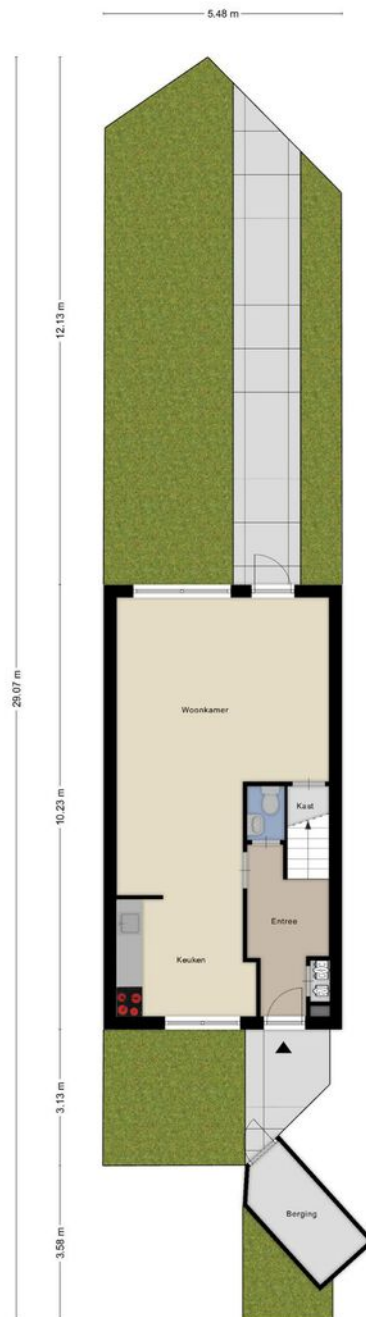 5.48 m
12.13 m
29.07 m
Woonkamer
10.23 m
Kast
Entree
Keuken
3.13 m
Berging
3.58 m